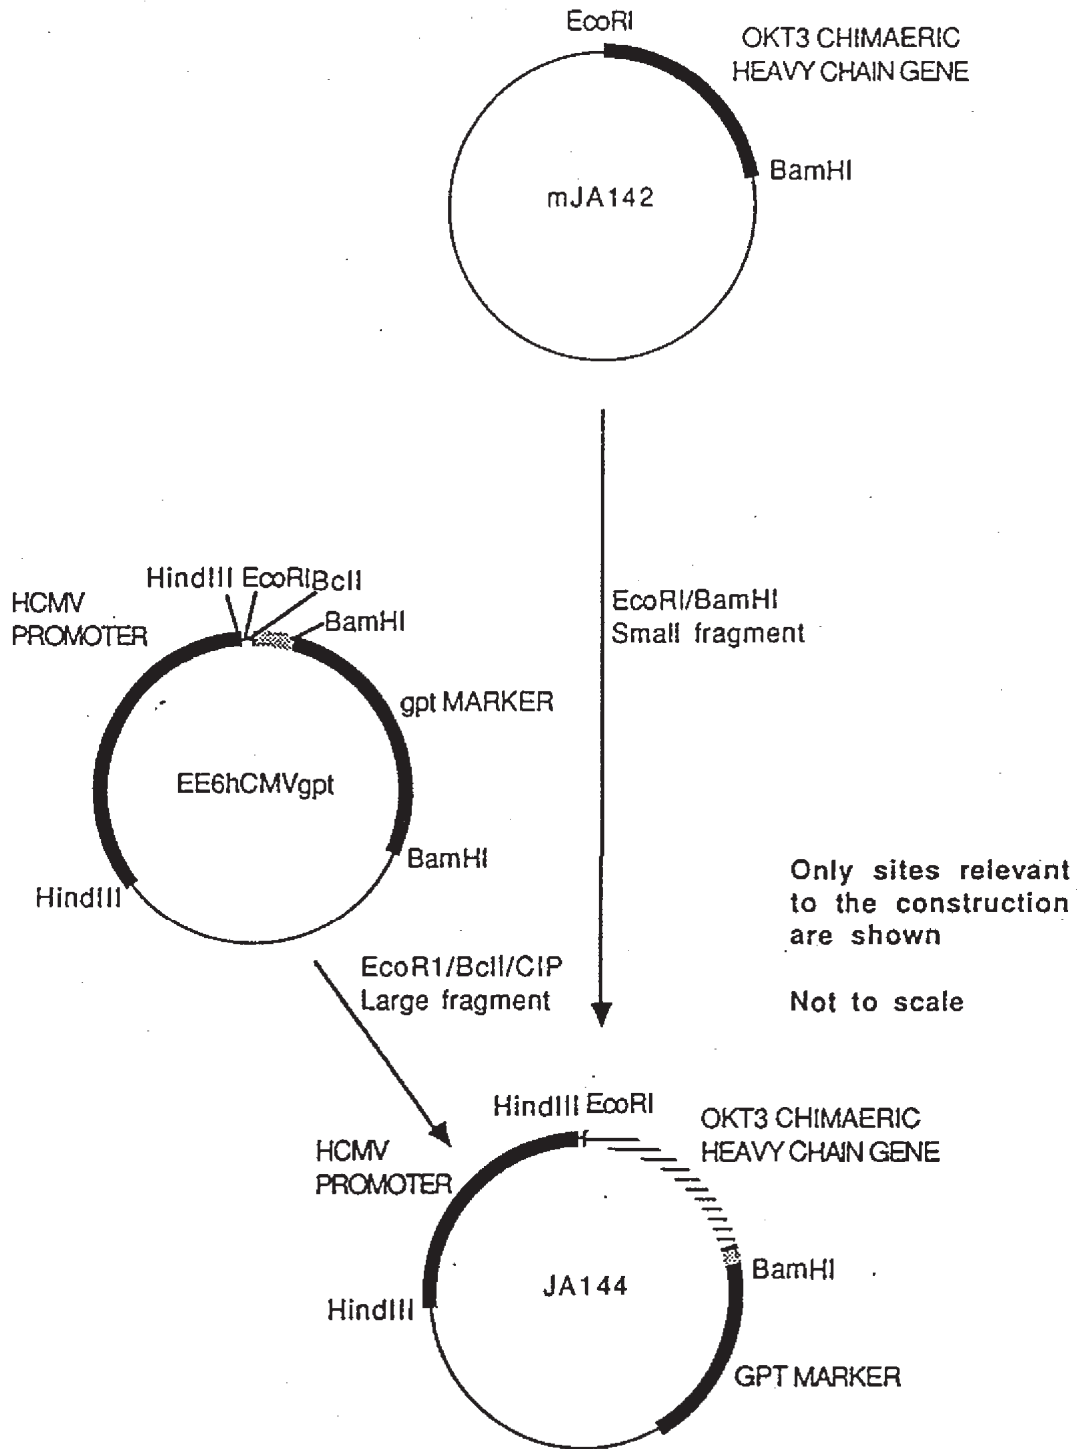 EcoRI
OKT3 CHIMAERIC
HEAVY CHAIN GENE
BamHI
mJA142
EcoRI/BamHI
Small fragment
HindIII EcoRI BclI
HCMV
PROMOTER
BamHI
gpt MARKER
EE6hCMVgpt
BamHI
HindIII
Only sites relevant
to the construction
are shown
Not to scale
EcoR1/BclI/CIP
Large fragment
HindIII EcoRI
OKT3 CHIMAERIC
HEAVY CHAIN GENE
HCMV
PROMOTER
BamHI
JA144
HindIII
GPT MARKER